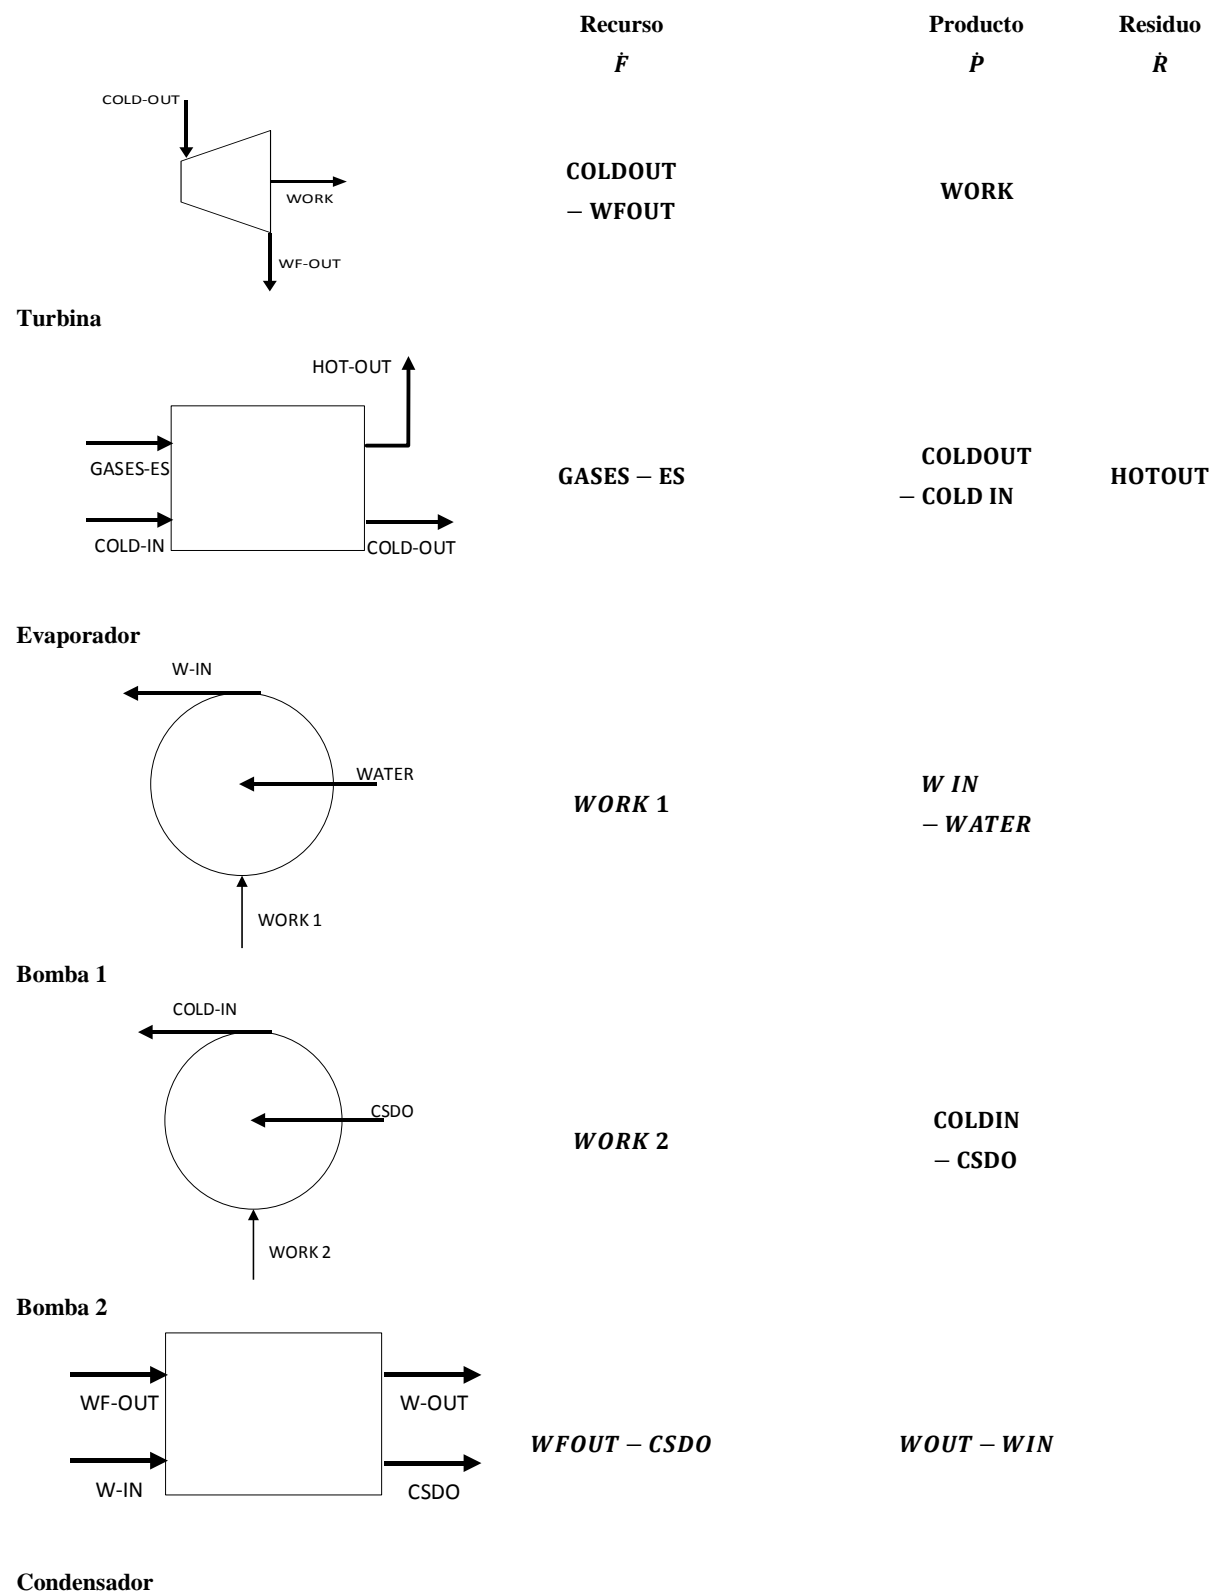 Recurso Producto Residuo
Ḟ Ṗ Ṙ
COLD-OUT
WORK
WF-OUT
COLDOUT
− WFOUT
WORK
Turbina
HOT-OUT
GASES-ES
COLD-IN
COLD-OUT
GASES − ES
COLDOUT
− COLD IN
HOTOUT
Evaporador
W-IN
WATER
WORK 1
WORK 1
W IN
− WATER
Bomba 1
COLD-IN
CSDO
WORK 2
WORK 2
COLDIN
− CSDO
Bomba 2
WF-OUT
W-OUT
W-IN
CSDO
WFOUT − CSDO
WOUT − WIN
Condensador